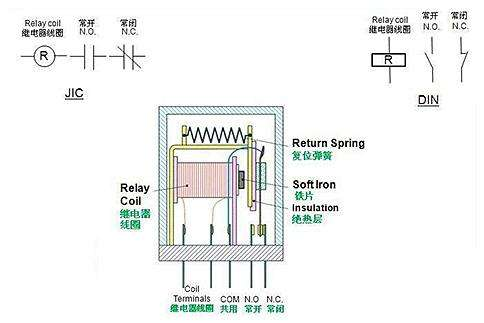 Relay coil 常开 常闭
继电器线圈 N.O. N.C.
R
JIC
Relay coil 常开 常闭
继电器线圈 N.O. N.C.
R
DIN
Return Spring
复位弹簧
Soft Iron
铁片
Insulation
绝热层
Relay
Coil
继电器
线圈
Coil
Terminals COM N.O N.C.
继电器线圈 共用 常开 常闭